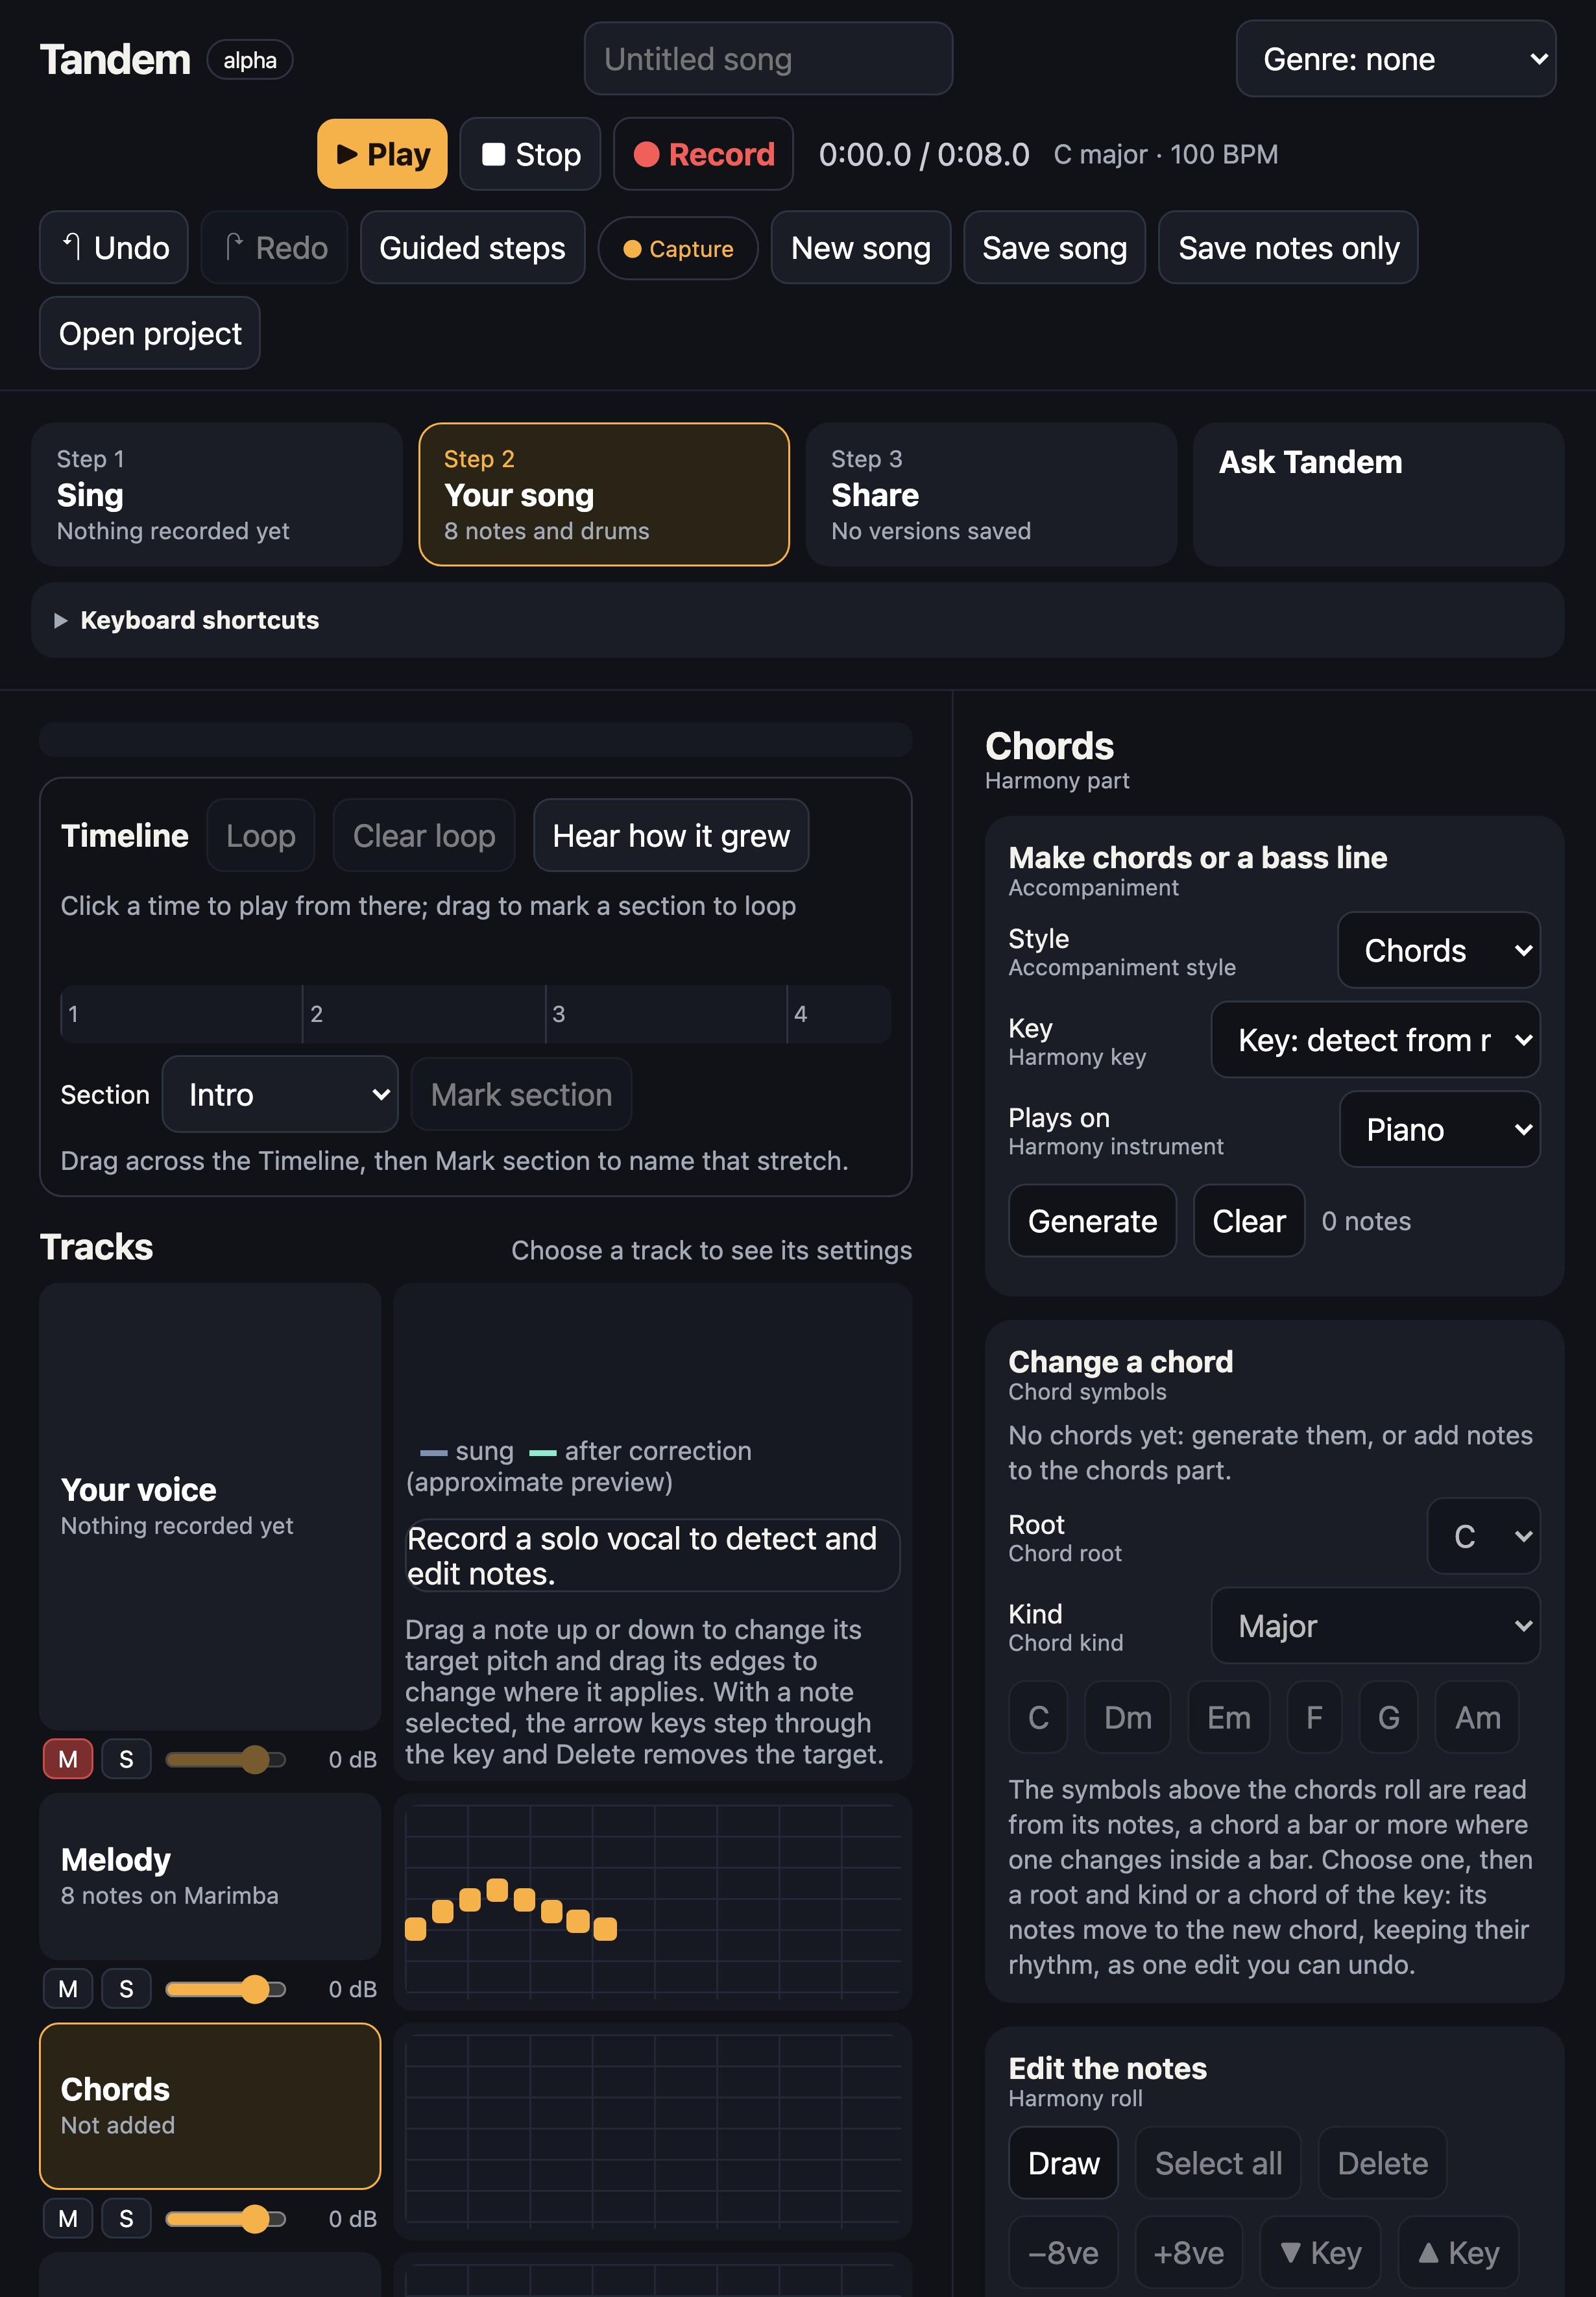 Tandem alpha
Untitled song
Genre: none
Play Stop Record 0:00.0 / 0:08.0 C major · 100 BPM
Undo Redo Guided steps Capture New song Save song Save notes only
Open project
Step 1
Sing
Nothing recorded yet
Step 2
Your song
8 notes and drums
Step 3
Share
No versions saved
Ask Tandem
Keyboard shortcuts
Timeline Loop Clear loop Hear how it grew
Click a time to play from there; drag to mark a section to loop
1 2 3 4
Section Intro Mark section
Drag across the Timeline, then Mark section to name that stretch.
Tracks Choose a track to see its settings
Your voice
Nothing recorded yet
M S 0 dB
sung after correction
(approximate preview)
Record a solo vocal to detect and
edit notes.
Drag a note up or down to change its
target pitch and drag its edges to
change where it applies. With a note
selected, the arrow keys step through
the key and Delete removes the target.
Melody
8 notes on Marimba
M S 0 dB
Chords
Not added
M S 0 dB
Chords
Harmony part
Make chords or a bass line
Accompaniment
Style
Accompaniment style
Chords
Key
Harmony key
Key: detect from r
Plays on
Harmony instrument
Piano
Generate Clear 0 notes
Change a chord
Chord symbols
No chords yet: generate them, or add notes
to the chords part.
Root
Chord root
C
Kind
Chord kind
Major
C Dm Em F G Am
The symbols above the chords roll are read
from its notes, a chord a bar or more where
one changes inside a bar. Choose one, then
a root and kind or a chord of the key: its
notes move to the new chord, keeping their
rhythm, as one edit you can undo.
Edit the notes
Harmony roll
Draw Select all Delete
−8ve +8ve ▼ Key ▲ Key